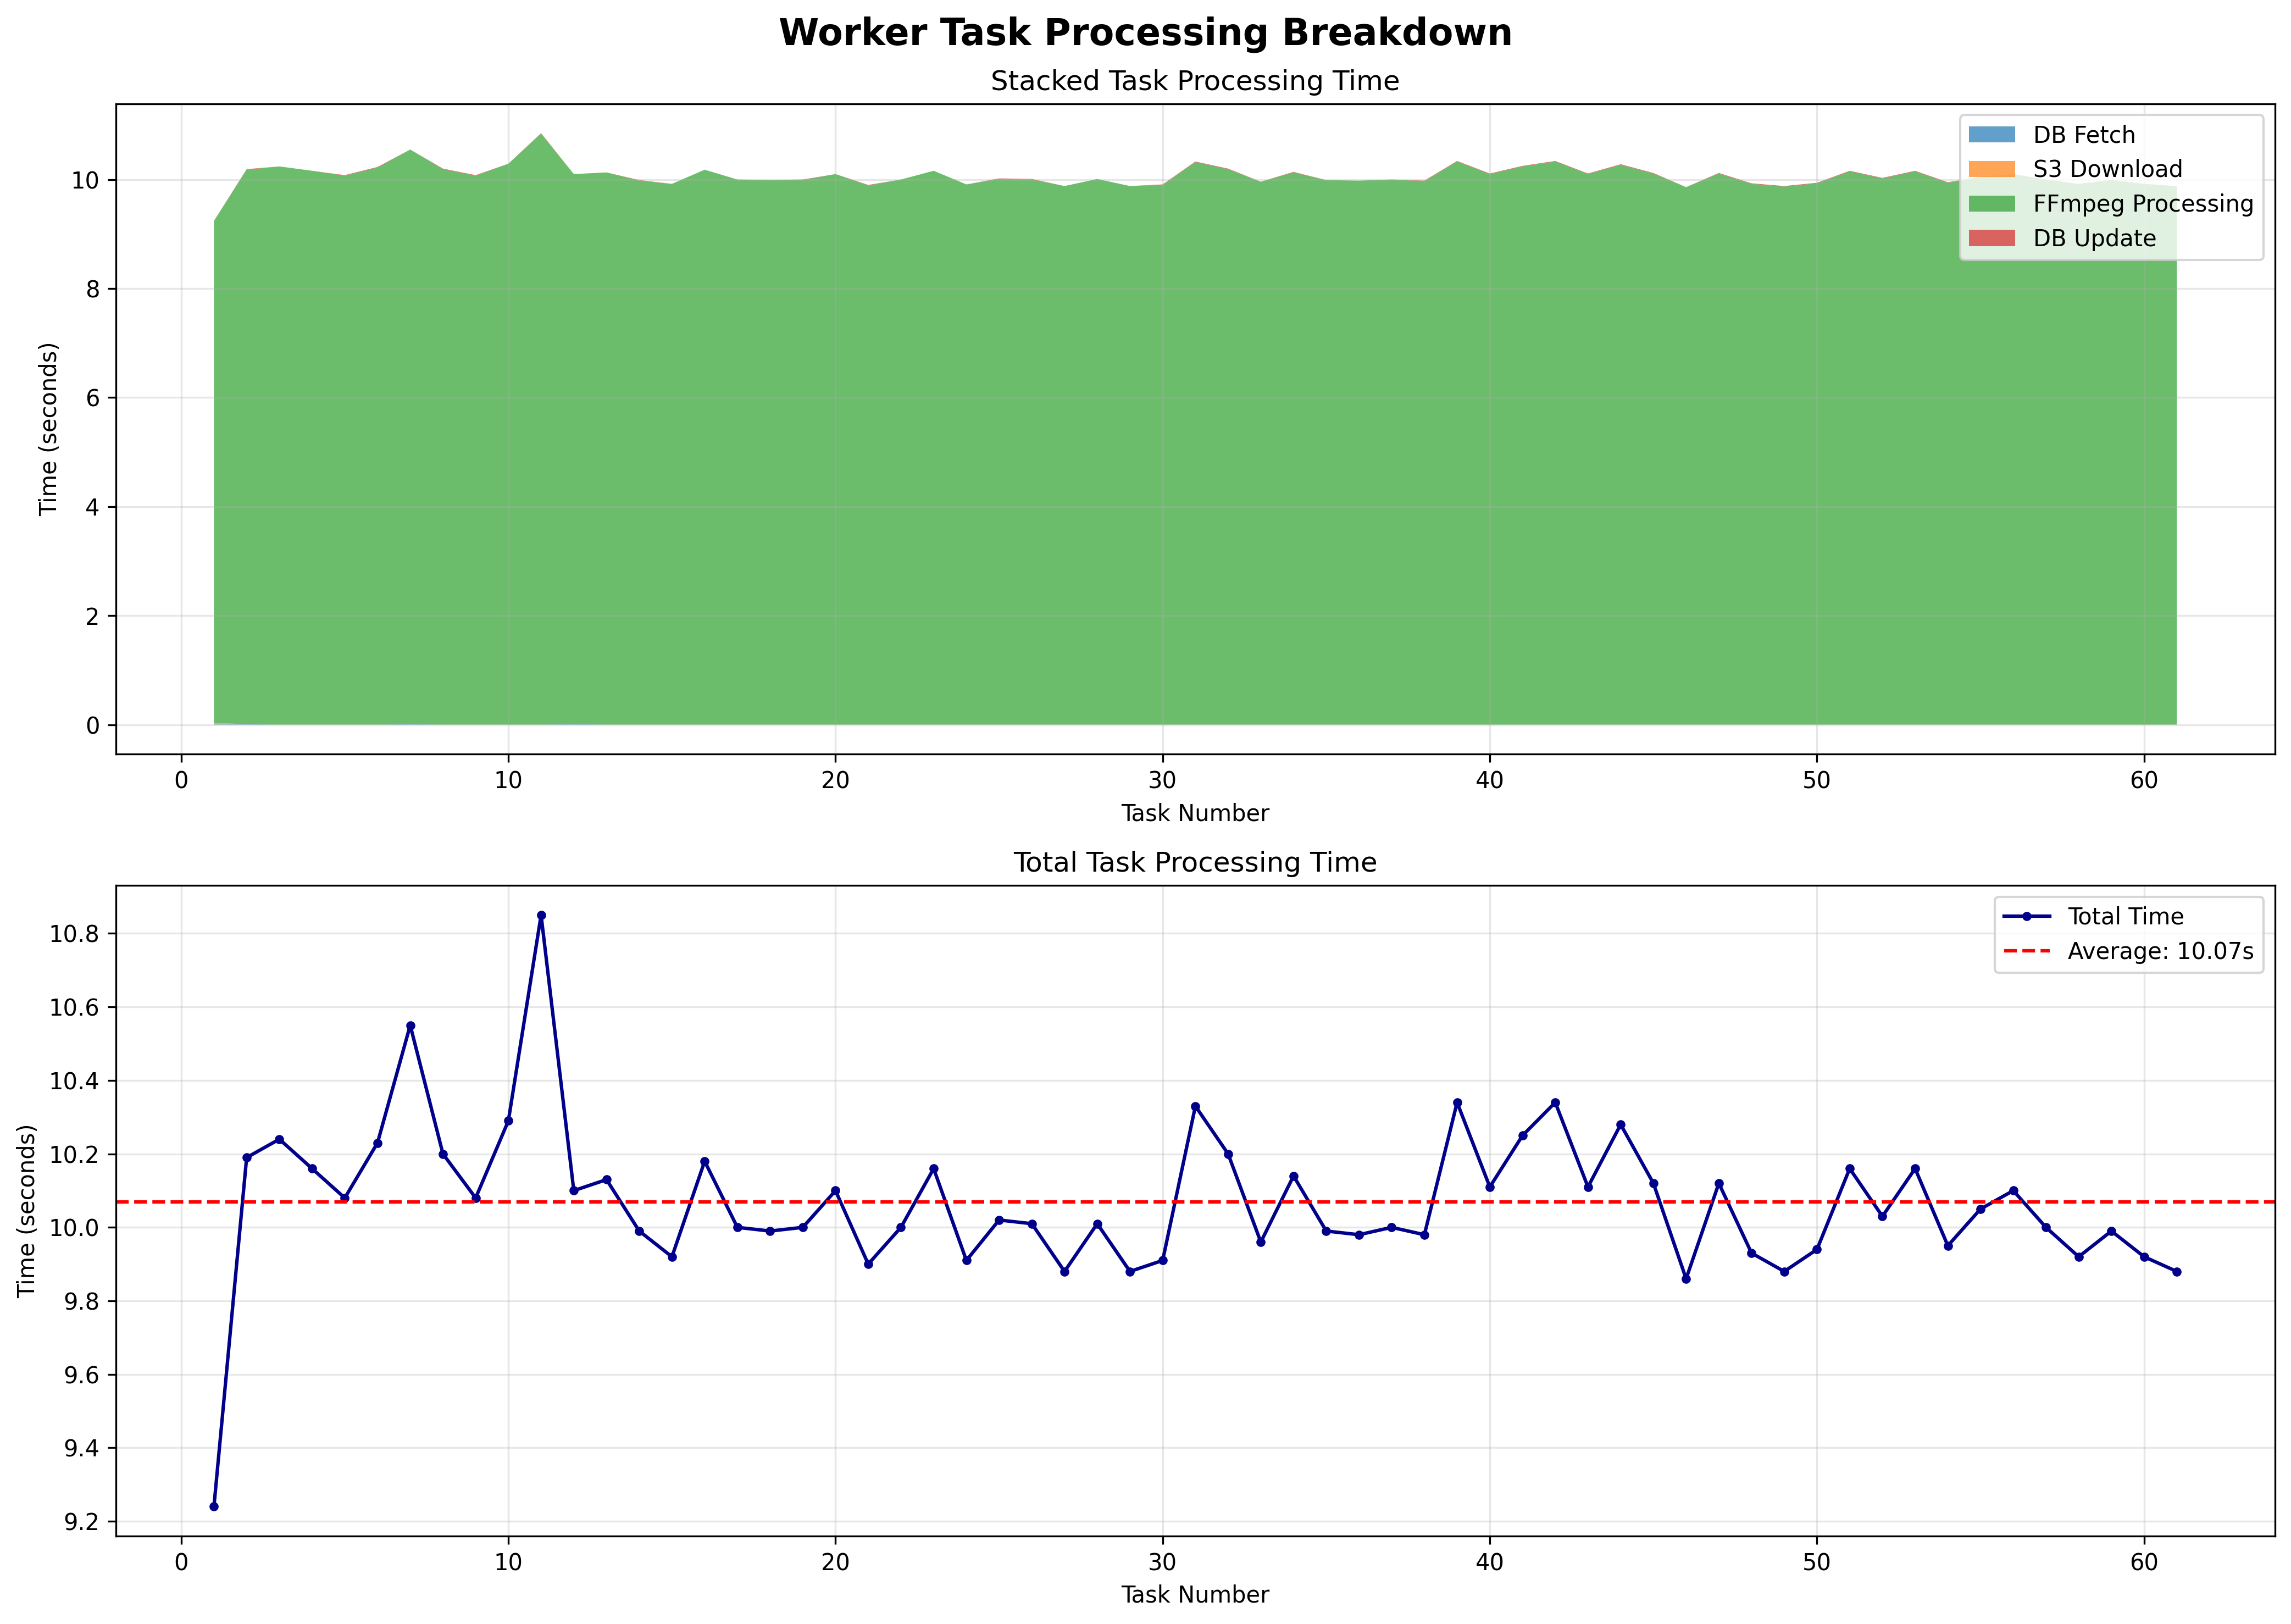 Worker Task Processing Breakdown
Stacked Task Processing Time
DB Fetch
S3 Download
FFmpeg Processing
DB Update
Time (seconds)
10
8
6
4
2
0
0 10 20 30 40 50 60
Task Number
Total Task Processing Time
Total Time
Average: 10.07s
Time (seconds)
10.8
10.6
10.4
10.2
10.0
9.8
9.6
9.4
9.2
0 10 20 30 40 50 60
Task Number